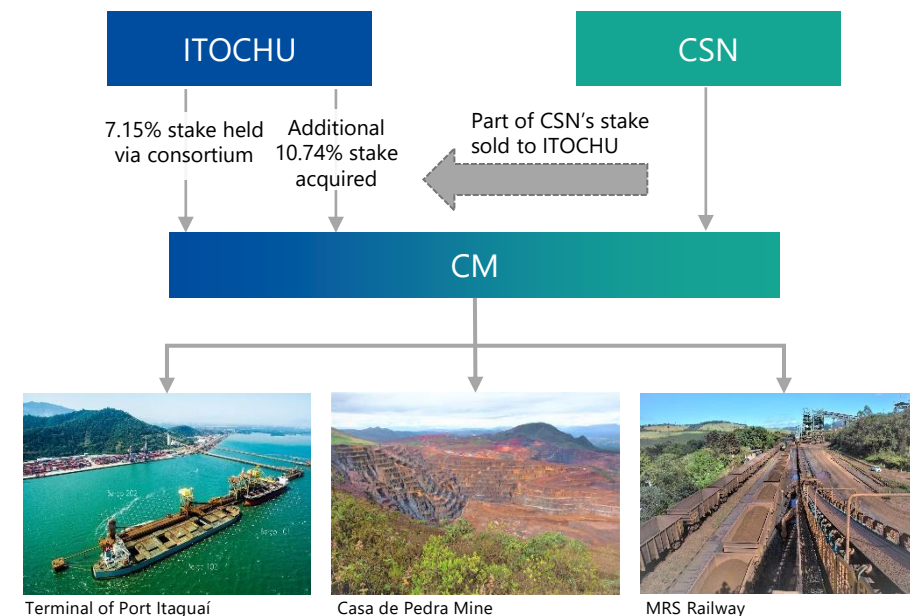 ITOCHU
CSN
7.15% stake held
via consortium
Additional
10.74% stake
acquired
Part of CSN’s stake
sold to ITOCHU
CM
Terminal of Port Itaguaí
Casa de Pedra Mine
MRS Railway